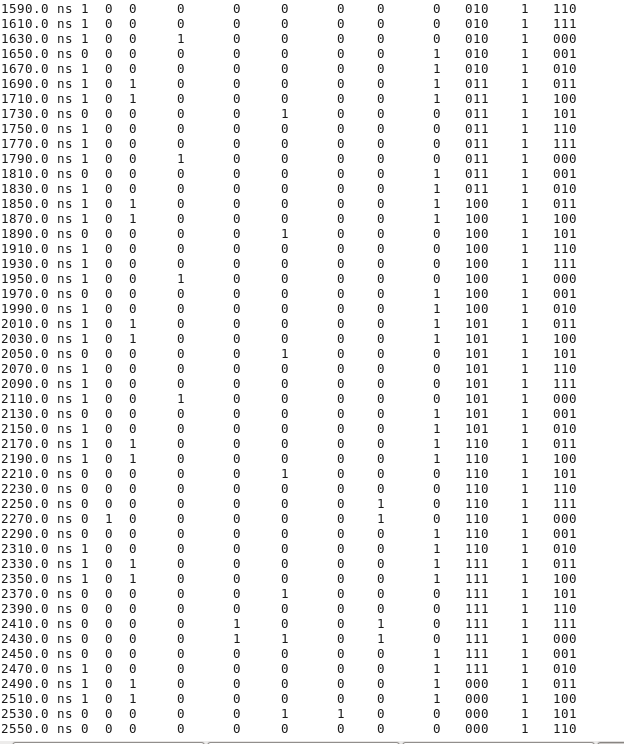 1590.0 ns 1 0 0 0 0 0 0 0 0 010 1 110
1610.0 ns 1 0 0 0 0 0 0 0 0 010 1 111
1630.0 ns 1 0 0 1 0 0 0 0 0 010 1 000
1650.0 ns 0 0 0 0 0 0 0 0 1 010 1 001
1670.0 ns 1 0 0 0 0 0 0 0 1 010 1 010
1690.0 ns 1 0 1 0 0 0 0 0 1 011 1 011
1710.0 ns 1 0 1 0 0 0 0 0 1 011 1 100
1730.0 ns 0 0 0 0 0 1 0 0 0 011 1 101
1750.0 ns 1 0 0 0 0 0 0 0 0 011 1 110
1770.0 ns 1 0 0 0 0 0 0 0 0 011 1 111
1790.0 ns 1 0 0 1 0 0 0 0 0 011 1 000
1810.0 ns 0 0 0 0 0 0 0 0 1 011 1 001
1830.0 ns 1 0 0 0 0 0 0 0 1 011 1 010
1850.0 ns 1 0 1 0 0 0 0 0 1 100 1 011
1870.0 ns 1 0 1 0 0 0 0 0 1 100 1 100
1890.0 ns 0 0 0 0 0 1 0 0 0 100 1 101
1910.0 ns 1 0 0 0 0 0 0 0 0 100 1 110
1930.0 ns 1 0 0 0 0 0 0 0 0 100 1 111
1950.0 ns 1 0 0 1 0 0 0 0 0 100 1 000
1970.0 ns 0 0 0 0 0 0 0 0 1 100 1 001
1990.0 ns 1 0 0 0 0 0 0 0 1 100 1 010
2010.0 ns 1 0 1 0 0 0 0 0 1 101 1 011
2030.0 ns 1 0 1 0 0 0 0 0 1 101 1 100
2050.0 ns 0 0 0 0 0 1 0 0 0 101 1 101
2070.0 ns 1 0 0 0 0 0 0 0 0 101 1 110
2090.0 ns 1 0 0 0 0 0 0 0 0 101 1 111
2110.0 ns 1 0 0 1 0 0 0 0 0 101 1 000
2130.0 ns 0 0 0 0 0 0 0 0 1 101 1 001
2150.0 ns 1 0 0 0 0 0 0 0 1 101 1 010
2170.0 ns 1 0 1 0 0 0 0 0 1 110 1 011
2190.0 ns 1 0 1 0 0 0 0 0 1 110 1 100
2210.0 ns 0 0 0 0 0 1 0 0 0 110 1 101
2230.0 ns 0 0 0 0 0 0 0 0 0 110 1 110
2250.0 ns 0 0 0 0 0 0 0 1 0 110 1 111
2270.0 ns 0 1 0 0 0 0 0 1 0 110 1 000
2290.0 ns 0 0 0 0 0 0 0 0 1 110 1 001
2310.0 ns 1 0 0 0 0 0 0 0 1 110 1 010
2330.0 ns 1 0 1 0 0 0 0 0 1 111 1 011
2350.0 ns 1 0 1 0 0 0 0 0 1 111 1 100
2370.0 ns 0 0 0 0 0 1 0 0 0 111 1 101
2390.0 ns 0 0 0 0 0 0 0 0 0 111 1 110
2410.0 ns 0 0 0 0 1 0 0 1 0 111 1 111
2430.0 ns 0 0 0 0 1 1 0 1 0 111 1 000
2450.0 ns 0 0 0 0 0 0 0 0 1 111 1 001
2470.0 ns 1 0 0 0 0 0 0 0 1 111 1 010
2490.0 ns 1 0 1 0 0 0 0 0 1 000 1 011
2510.0 ns 1 0 1 0 0 0 0 0 1 000 1 100
2530.0 ns 0 0 0 0 0 1 1 0 0 000 1 101
2550.0 ns 0 0 0 0 0 0 0 0 0 000 1 110